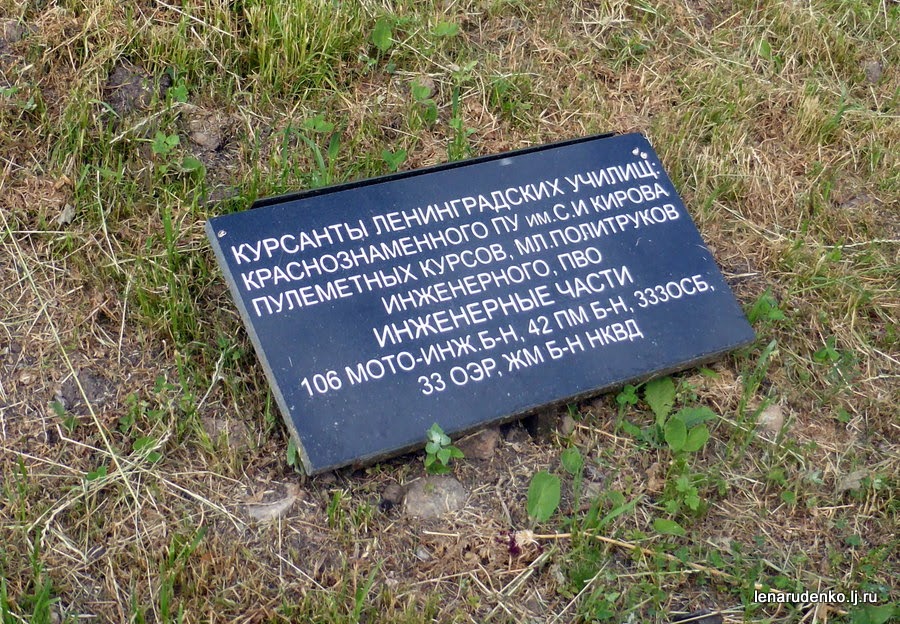 КУРСАНТЫ ЛЕНИНГРАДСКИХ УЧИЛИЩ:
КРАСНОЗНАМЕННОГО ПУ им.С.И КИРОВА
ПУЛЕМЕТНЫХ КУРСОВ, МЛ.ПОЛИТРУКОВ
ИНЖЕНЕРНОГО, ПВО
ИНЖЕНЕРНЫЕ ЧАСТИ
106 МОТО-ИНЖ.Б-Н, 42 ПМ Б-Н, 333ОСБ,
33 ОЭР, ЖМ Б-Н НКВД
lenarudenko.lj.ru